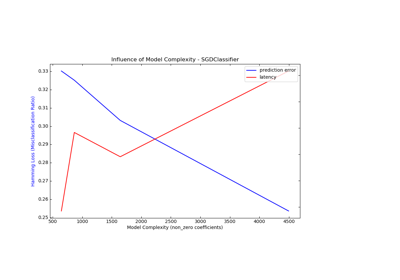 Influence of Model Complexity - SGDClassifier
prediction error
latency
0.33
0.32
0.31
0.30
0.29
0.28
0.27
0.26
0.25
Hamming Loss (Misclassification Ratio)
500 1000 1500 2000 2500 3000 3500 4000 4500
Model Complexity (non_zero coefficients)